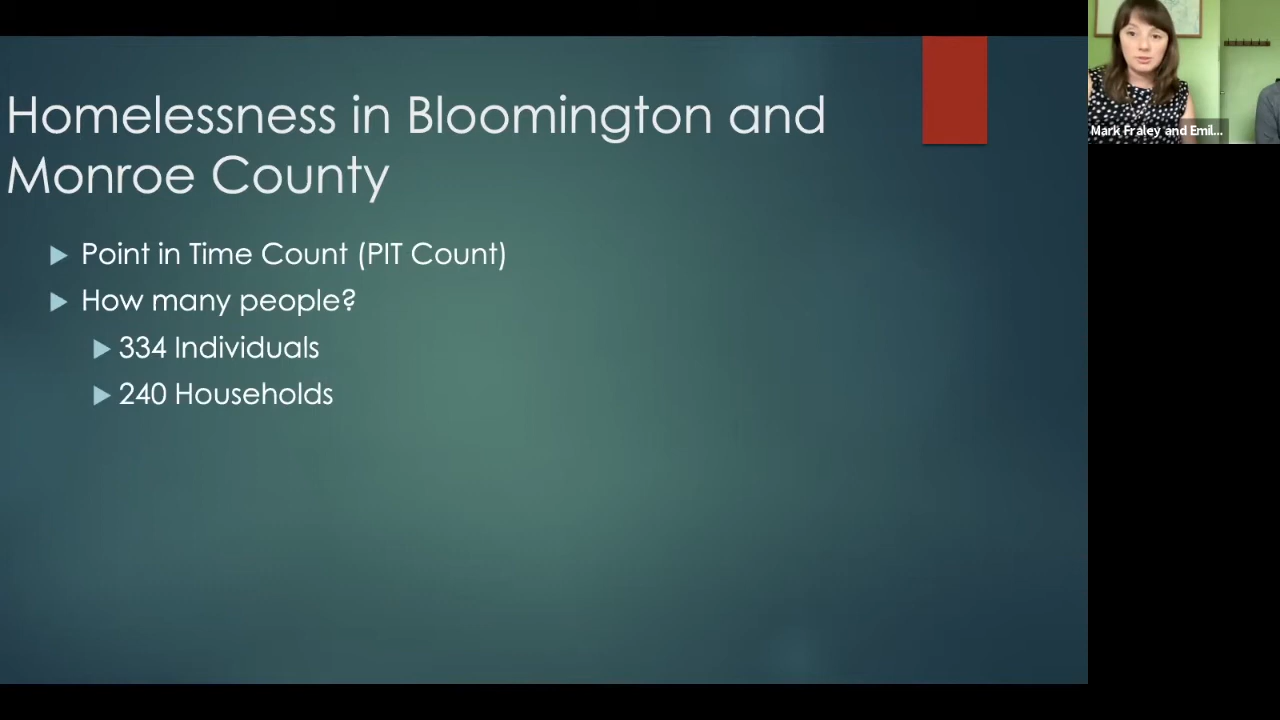 Homelessness in Bloomington and
Monroe County
Point in Time Count (PIT Count)
How many people?
334 Individuals
240 Households
Mark Fraley and Emil...